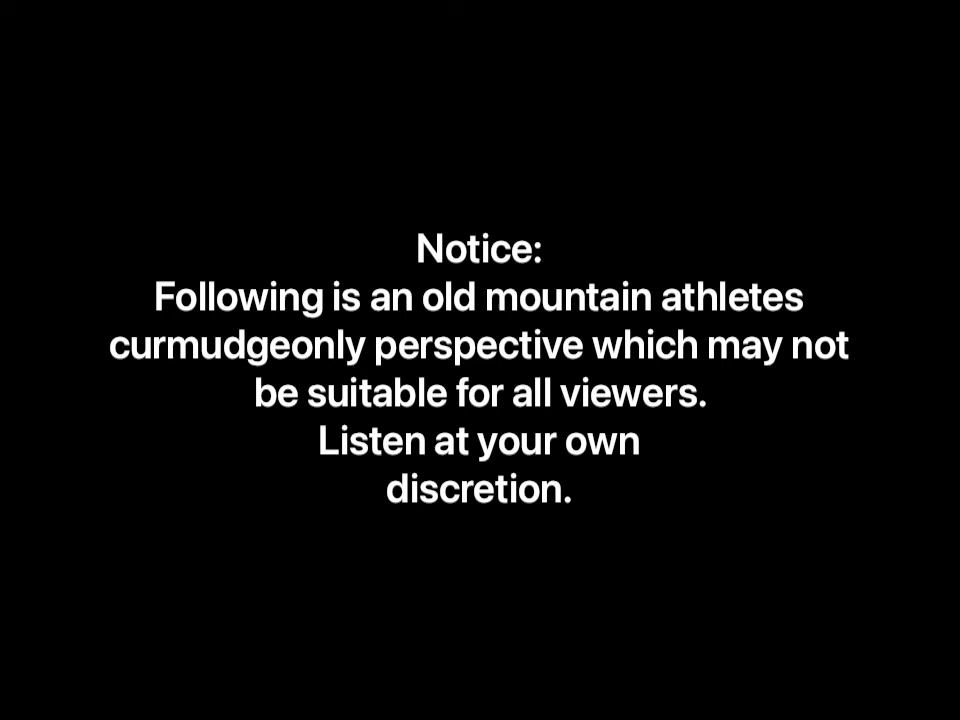 Notice:
Following is an old mountain athletes
curmudgeonly perspective which may not
be suitable for all viewers.
Listen at your own
discretion.